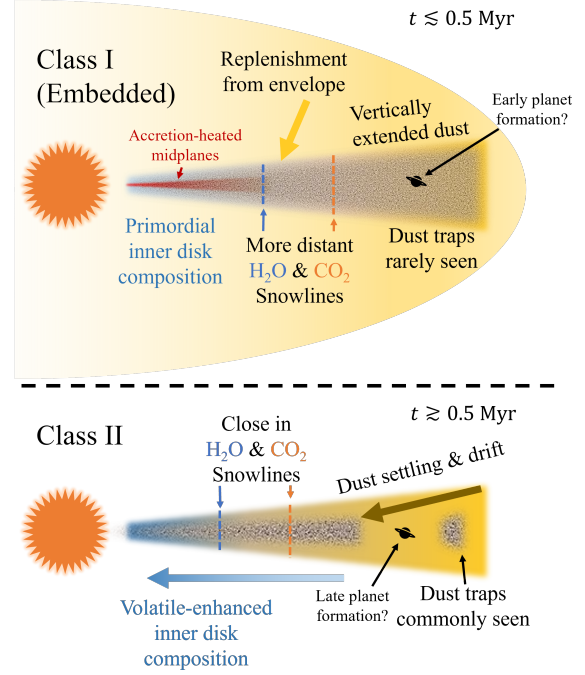 t ≲ 0.5 Myr
Class I
(Embedded)
Replenishment
from envelope
Early planet
formation?
Vertically
extended dust
Accretion-heated
midplanes
Primordial
inner disk
composition
More distant
H₂O & CO₂
Snowlines
Dust traps
rarely seen
t ≳ 0.5 Myr
Class II
Close in
H₂O & CO₂
Snowlines
Dust settling & drift
Volatile-enhanced
inner disk
composition
Late planet
formation?
Dust traps
commonly seen